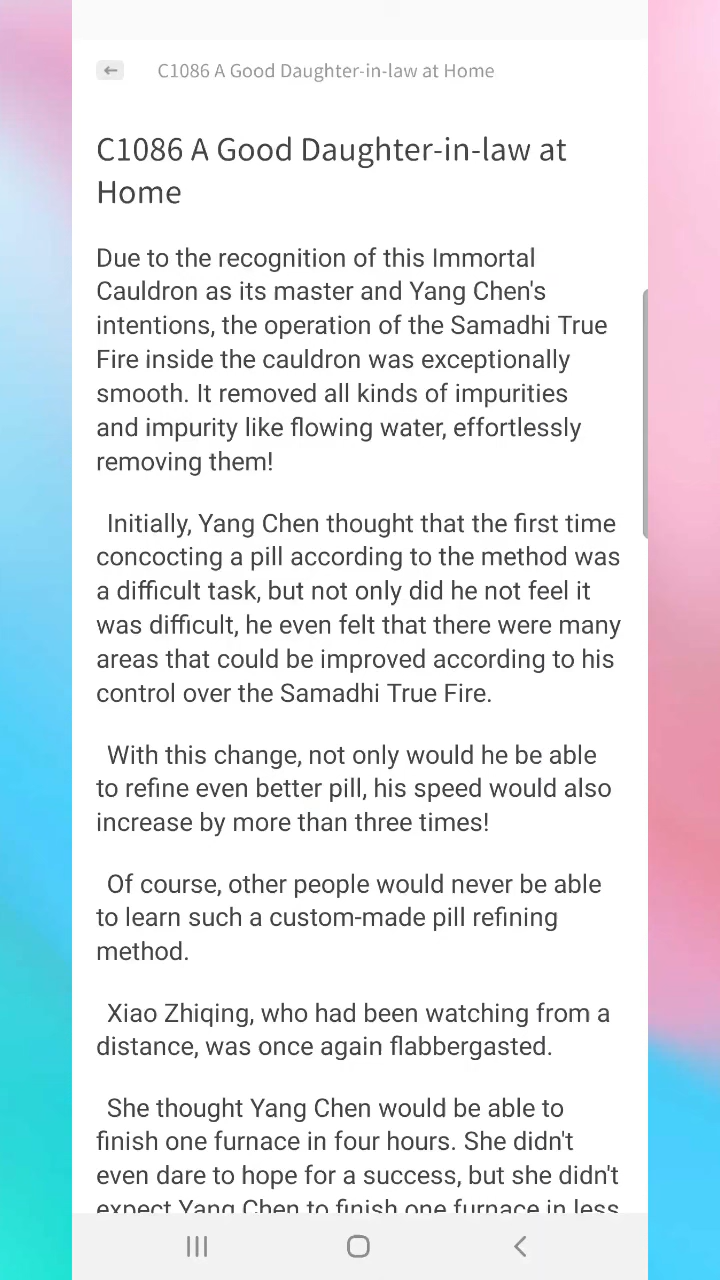 C1086 A Good Daughter-in-law at Home
C1086 A Good Daughter-in-law at
Home
Due to the recognition of this Immortal
Cauldron as its master and Yang Chen's
intentions, the operation of the Samadhi True
Fire inside the cauldron was exceptionally
smooth. It removed all kinds of impurities
and impurity like flowing water, effortlessly
removing them!
Initially, Yang Chen thought that the first time
concocting a pill according to the method was
a difficult task, but not only did he not feel it
was difficult, he even felt that there were many
areas that could be improved according to his
control over the Samadhi True Fire.
With this change, not only would he be able
to refine even better pill, his speed would also
increase by more than three times!
Of course, other people would never be able
to learn such a custom-made pill refining
method.
Xiao Zhiqing, who had been watching from a
distance, was once again flabbergasted.
She thought Yang Chen would be able to
finish one furnace in four hours. She didn't
even dare to hope for a success, but she didn't
expect Yang Chen to finish one furnace in less